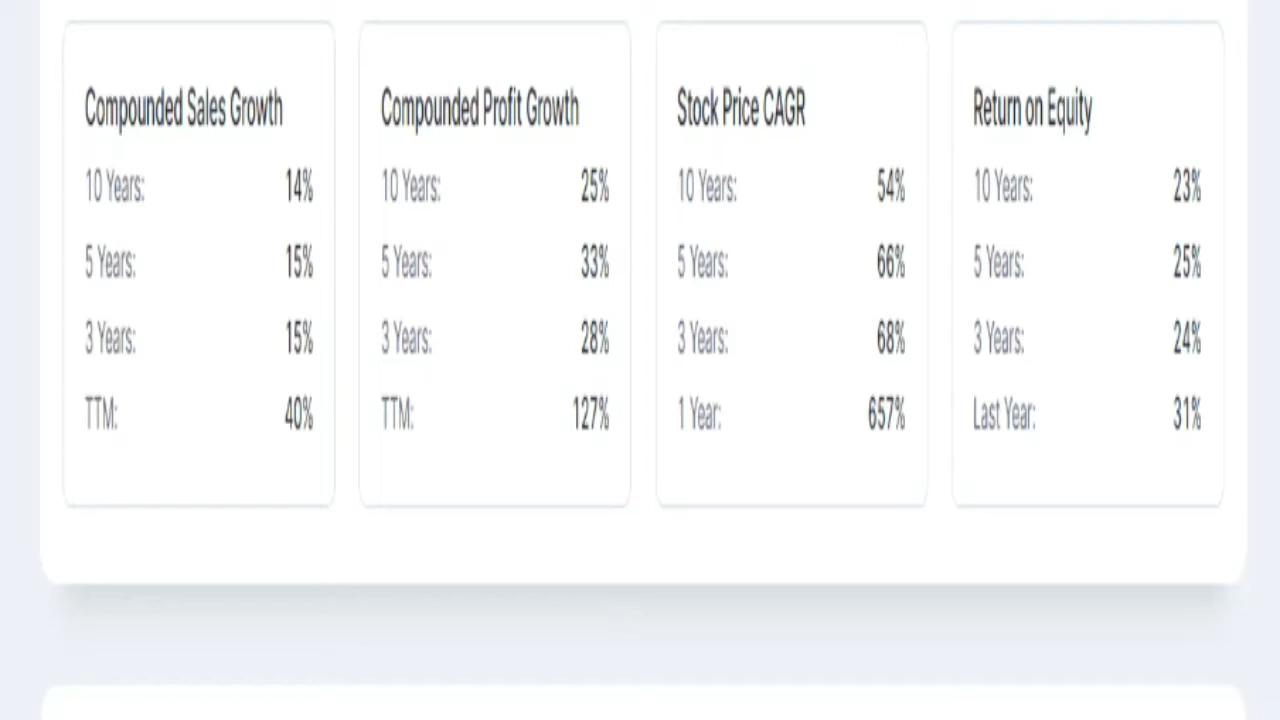 Compounded Sales Growth
10 Years: 14%
5 Years: 15%
3 Years: 15%
TTM: 40%
Compounded Profit Growth
10 Years: 25%
5 Years: 33%
3 Years: 28%
TTM: 127%
Stock Price CAGR
10 Years: 54%
5 Years: 66%
3 Years: 68%
1 Year: 657%
Return on Equity
10 Years: 23%
5 Years: 25%
3 Years: 24%
Last Year: 31%